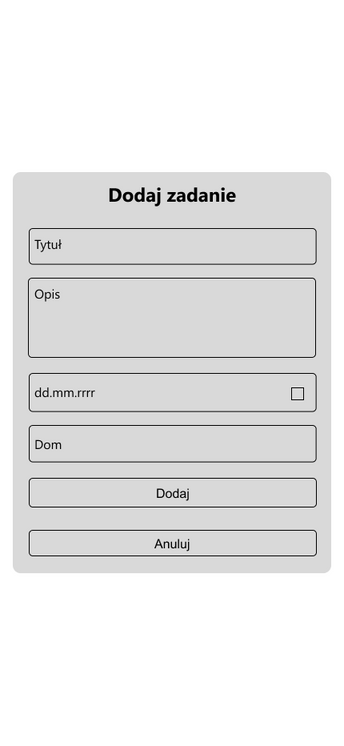 Dodaj zadanie
Tytuł
Opis
dd.mm.rrrr
Dom
Dodaj
Anuluj